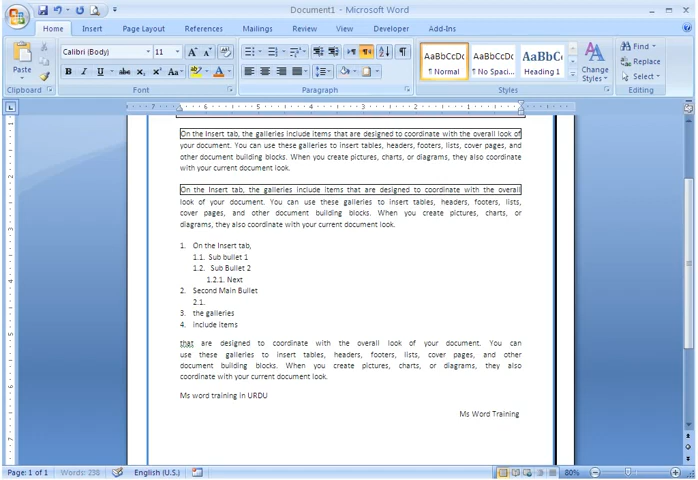 Document1 - Microsoft Word
Home Insert Page Layout References Mailings Review View Developer Add-Ins
Paste
Calibri (Body) 11
AaBbCcDc AaBbCcDc AaBbC
¶ Normal ¶ No Spaci... Heading 1
Change Styles
Find
Replace
Select
Clipboard Font Paragraph Styles Editing
On the Insert tab, the galleries include items that are designed to coordinate with the overall look of
your document. You can use these galleries to insert tables, headers, footers, lists, cover pages, and
other document building blocks. When you create pictures, charts, or diagrams, they also coordinate
with your current document look.
On the Insert tab, the galleries include items that are designed to coordinate with the overall
look of your document. You can use these galleries to insert tables, headers, footers, lists,
cover pages, and other document building blocks. When you create pictures, charts, or
diagrams, they also coordinate with your current document look.
1. On the Insert tab,
1.1. Sub bullet 1
1.2. Sub Bullet 2
1.2.1. Next
2. Second Main Bullet
2.1.
3. the galleries
4. include items
that are designed to coordinate with the overall look of your document. You can
use these galleries to insert tables, headers, footers, lists, cover pages, and other
document building blocks. When you create pictures, charts, or diagrams, they also
coordinate with your current document look.
Ms word training in URDU
Ms Word Training
Page: 1 of 1 Words: 238 English (U.S.) 80%